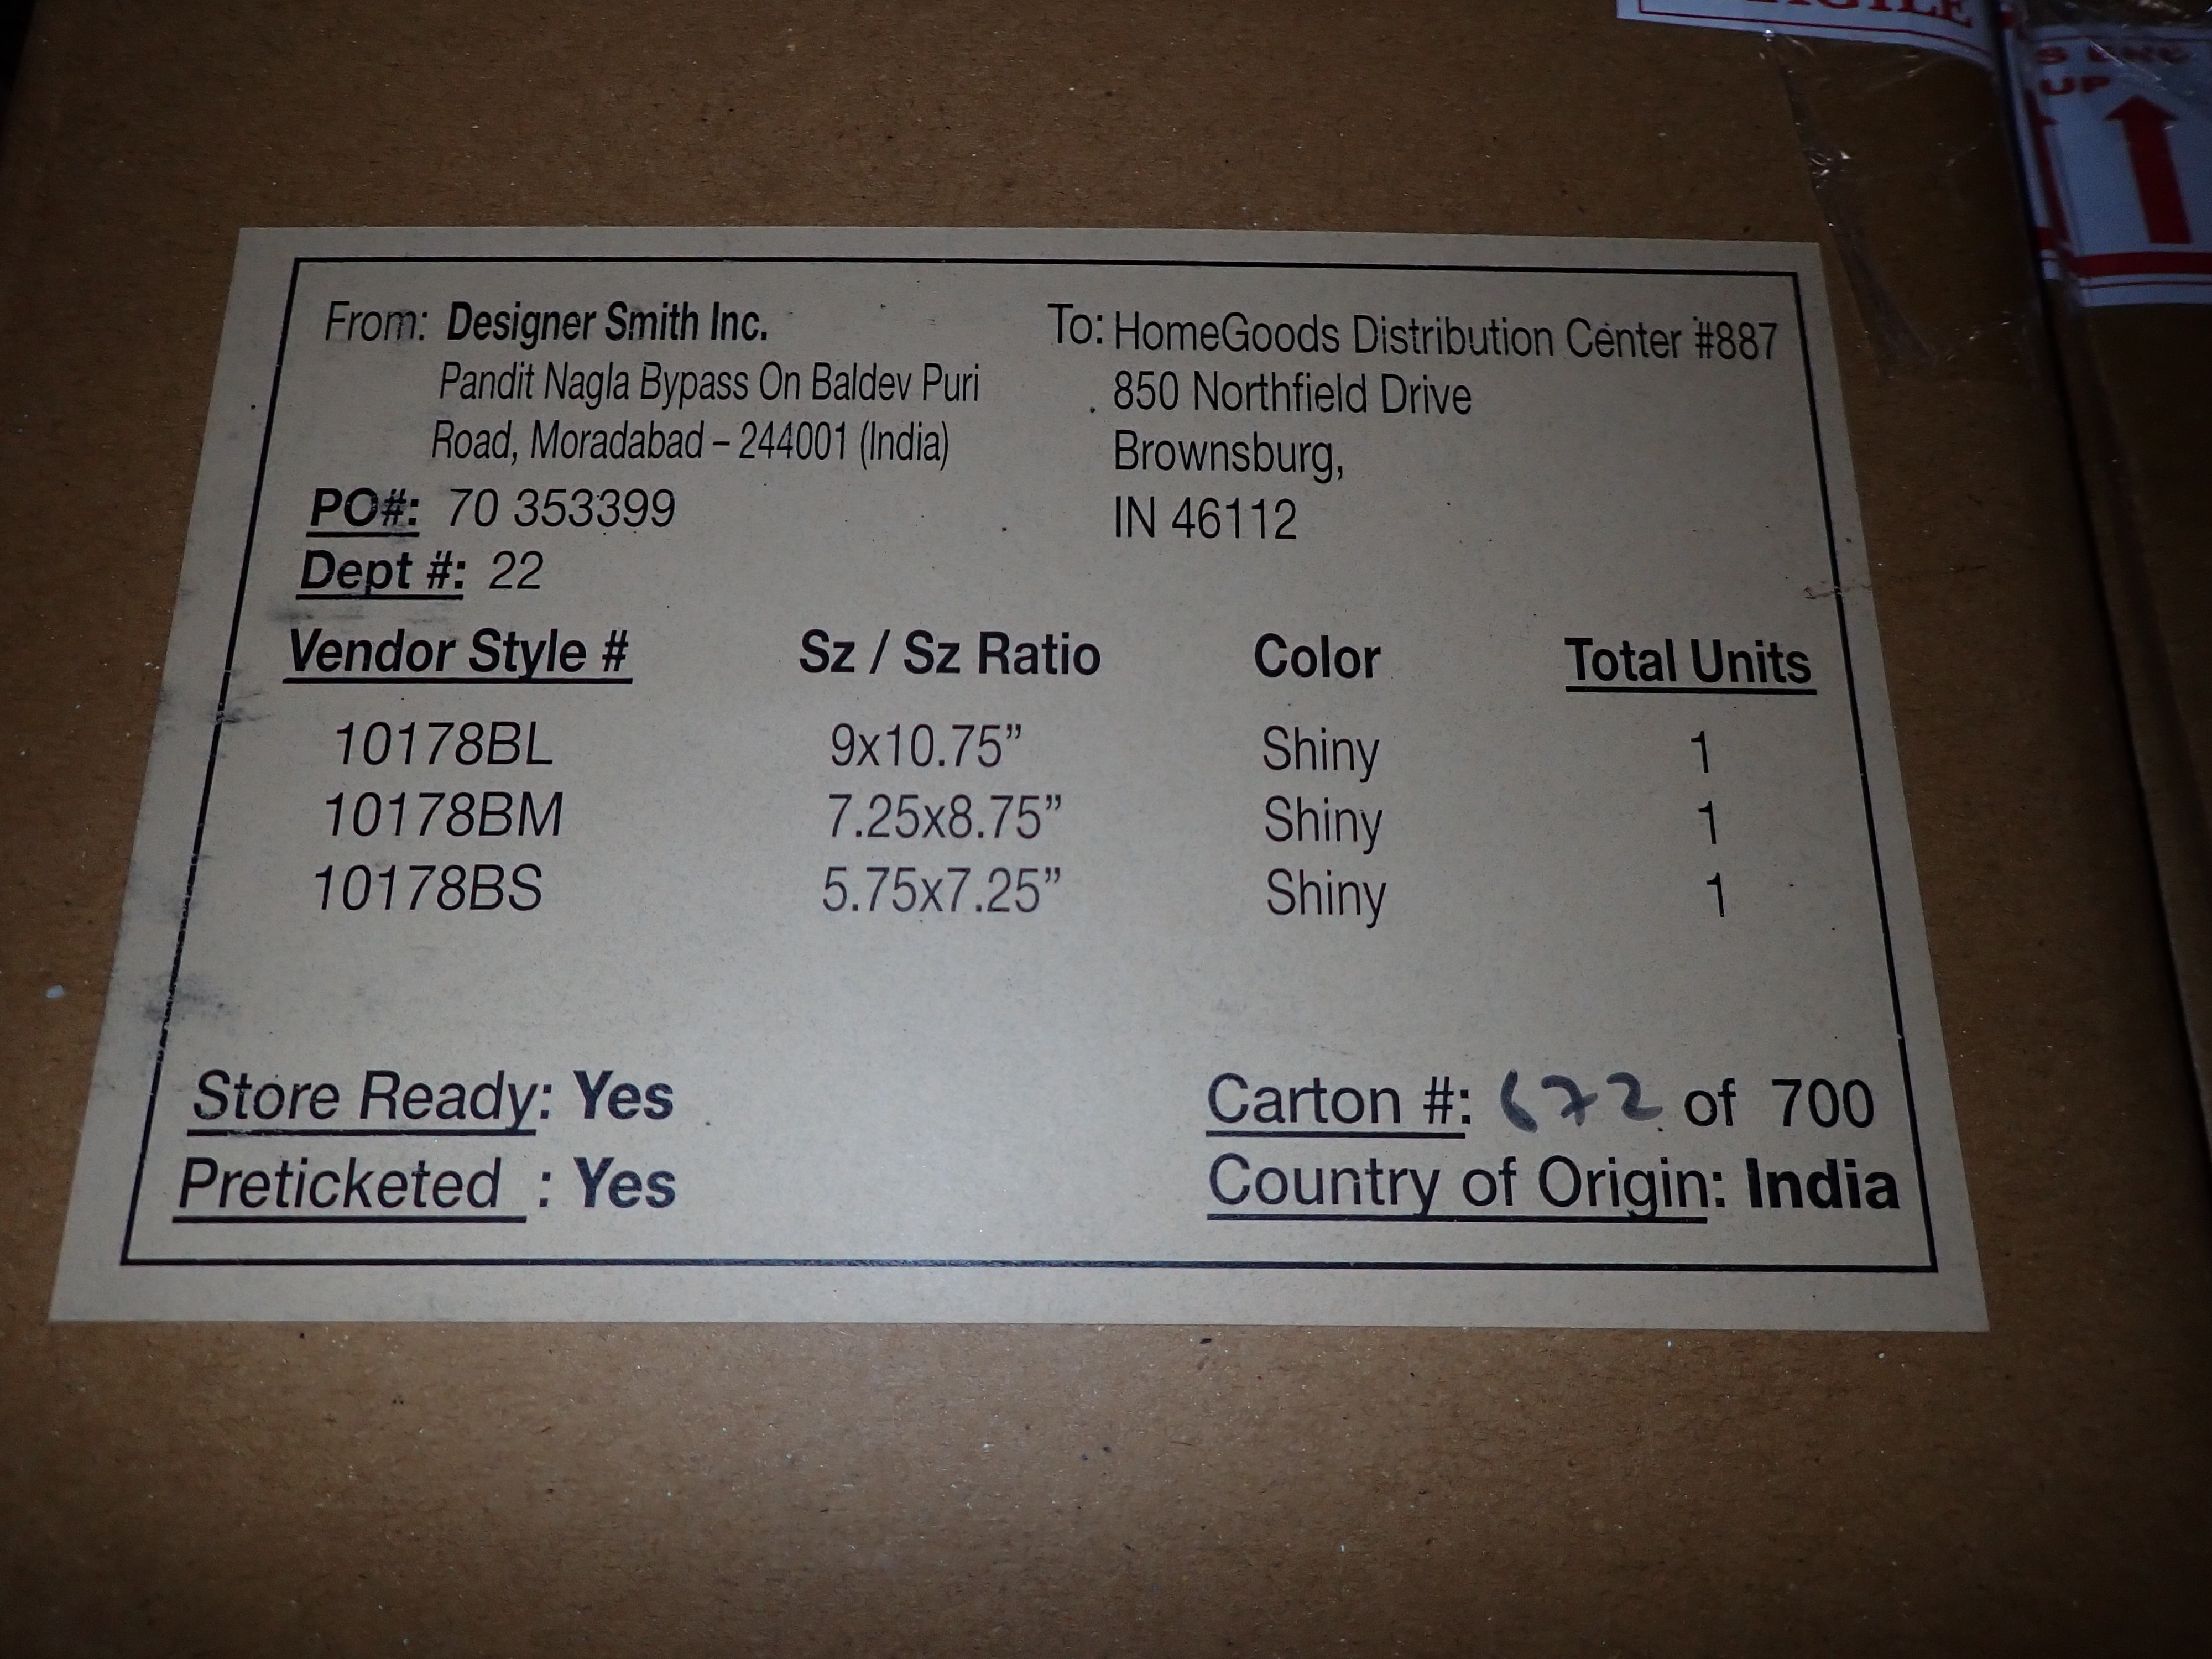 From: Designer Smith Inc.
Pandit Nagla Bypass On Baldev Puri
Road, Moradabad – 244001 (India)
To: HomeGoods Distribution Center #887
850 Northfield Drive
Brownsburg,
IN 46112
PO#: 70 353399
Dept #: 22
Vendor Style # Sz / Sz Ratio Color Total Units
10178BL 9x10.75” Shiny 1
10178BM 7.25x8.75” Shiny 1
10178BS 5.75x7.25” Shiny 1
Store Ready: Yes
Preticketed : Yes
Carton #: 672 of 700
Country of Origin: India
UP